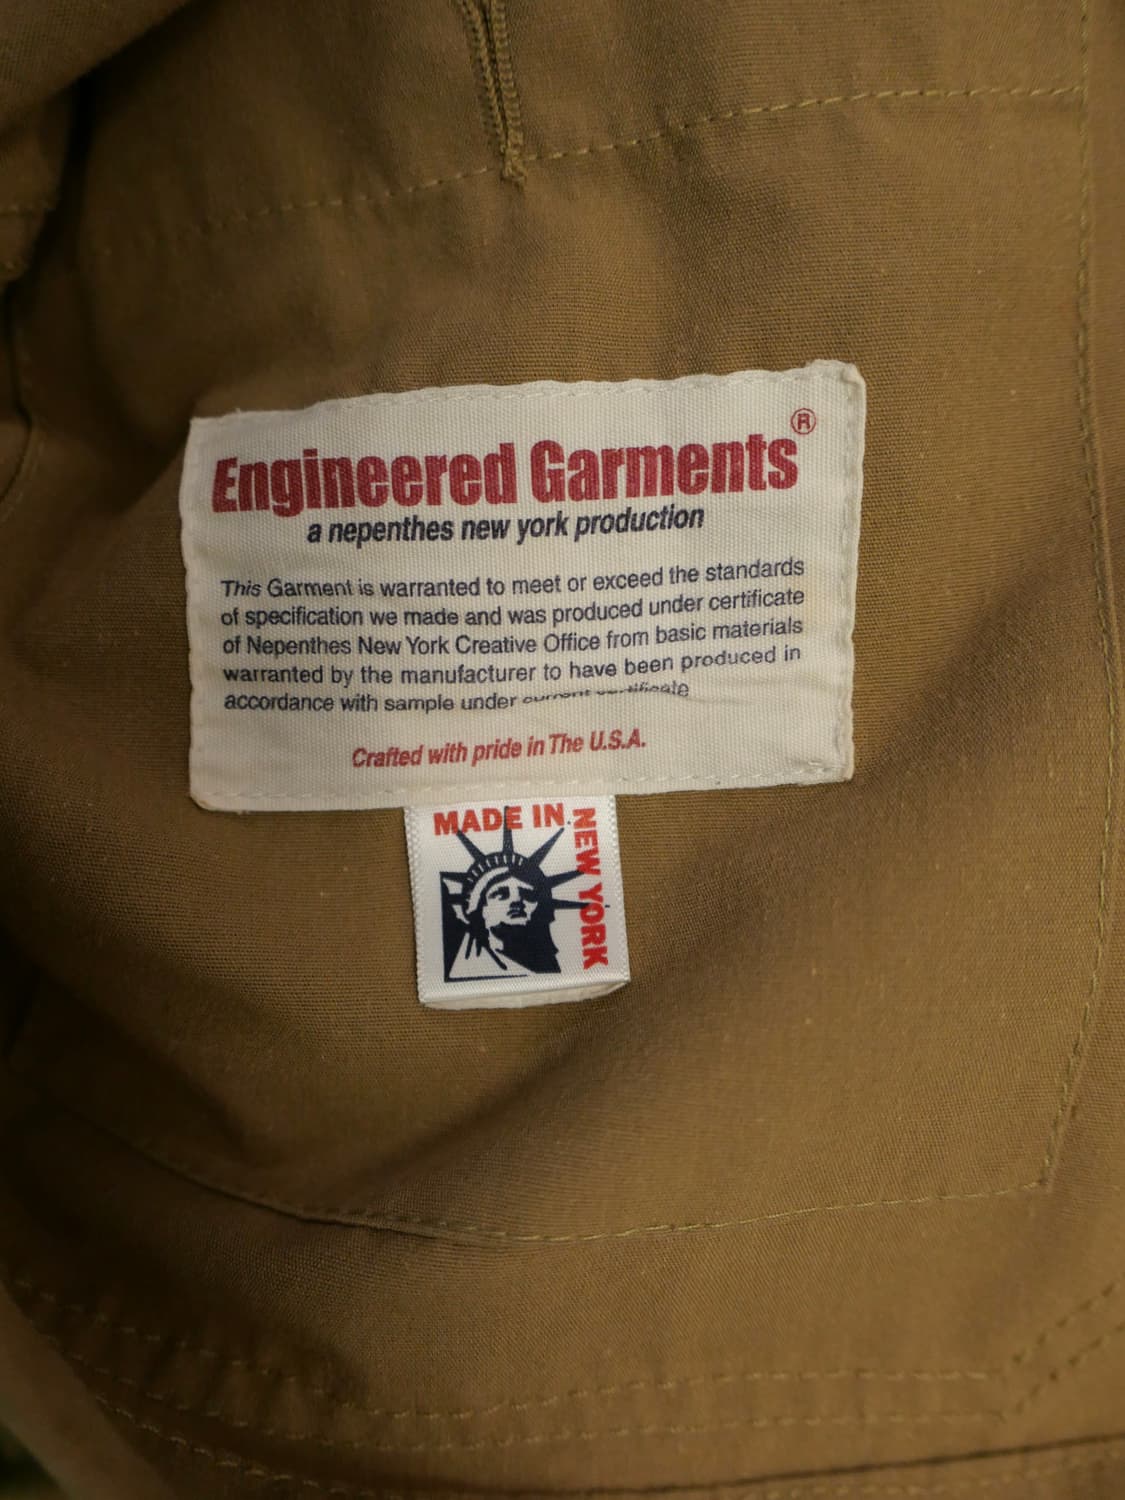 Engineered Garments®
a nepenthes new york production
This Garment is warranted to meet or exceed the standards
of specification we made and was produced under certificate
of Nepenthes New York Creative Office from basic materials
warranted by the manufacturer to have been produced in
accordance with sample under current certificate
Crafted with pride in The U.S.A.
MADE IN
NEW YORK